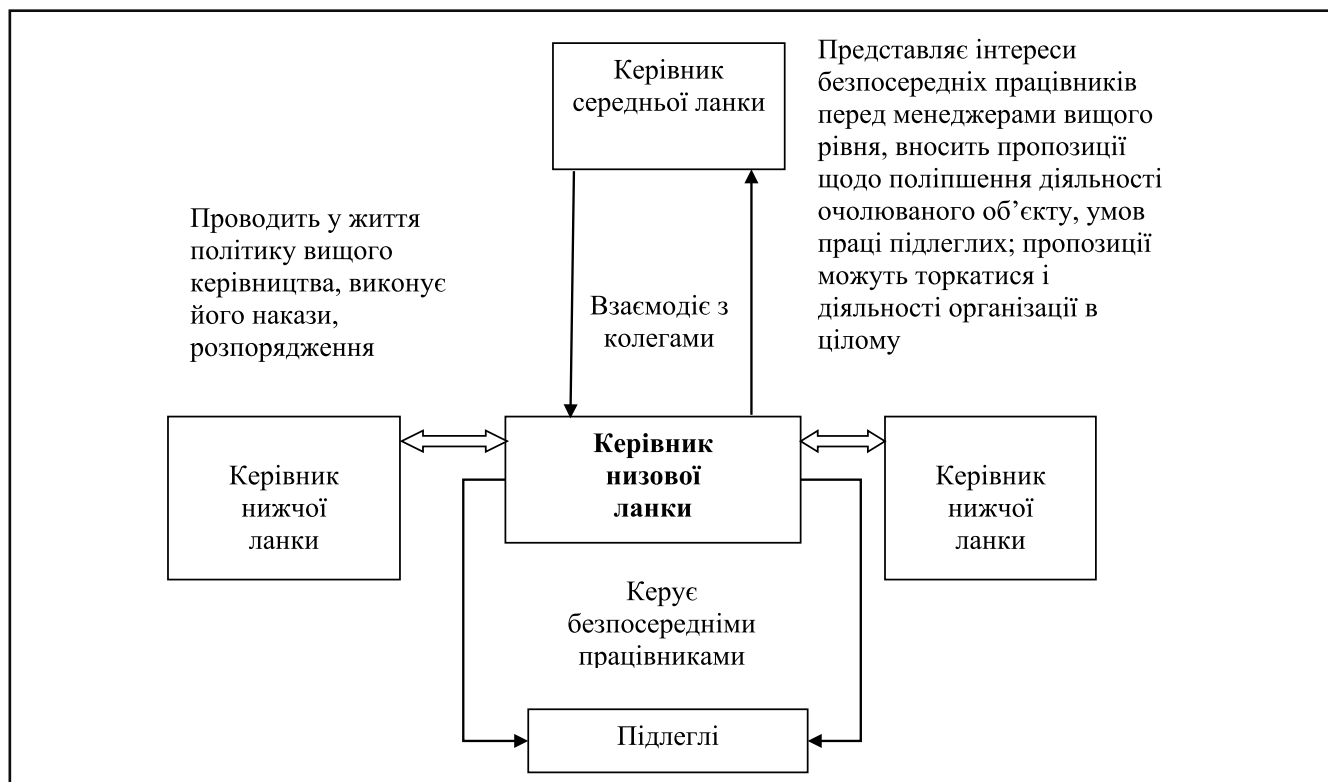 Керівник
середньої ланки
Представляє інтереси
безпосередніх працівників
перед менеджерами вищого
рівня, вносить пропозиції
щодо поліпшення діяльності
очолюваного об’єкту, умов
праці підлеглих; пропозиції
можуть торкатися і
діяльності організації в
цілому
Проводить у життя
політику вищого
керівництва, виконує
його накази,
розпорядження
Взаємодіє з
колегами
Керівник
нижчої
ланки
Керівник
низової
ланки
Керівник
нижчої
ланки
Керує
безпосередніми
працівниками
Підлеглі